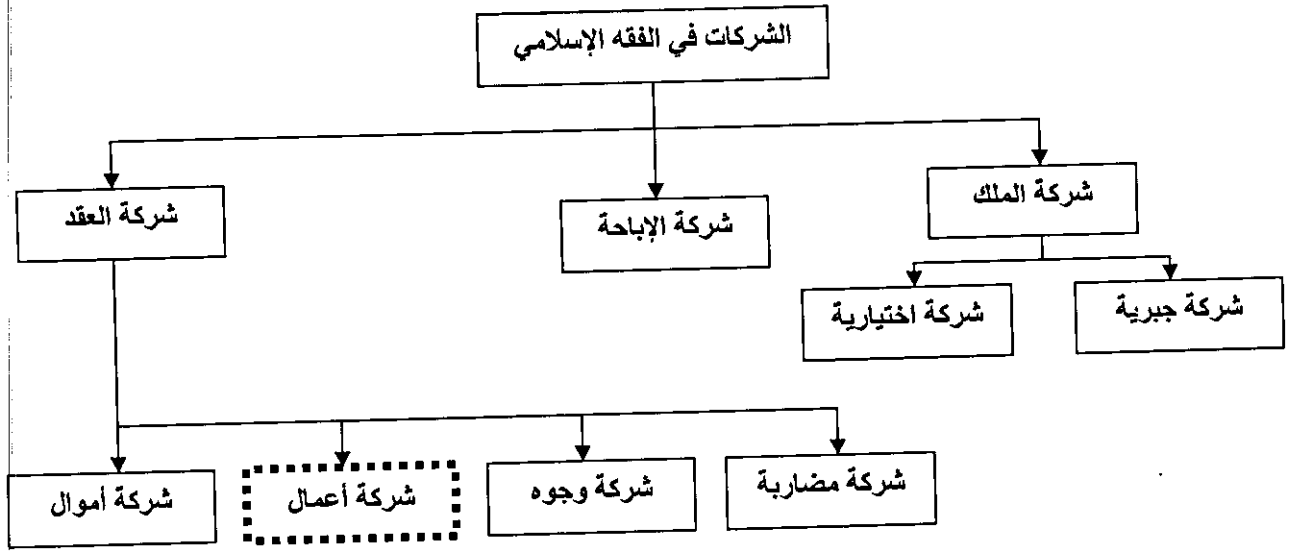 الشركات في الفقه الإسلامي
شركة الملك
شركة الإباحة
شركة العقد
شركة جبرية
شركة اختيارية
شركة مضاربة
شركة وجوه
شركة أعمال
شركة أموال